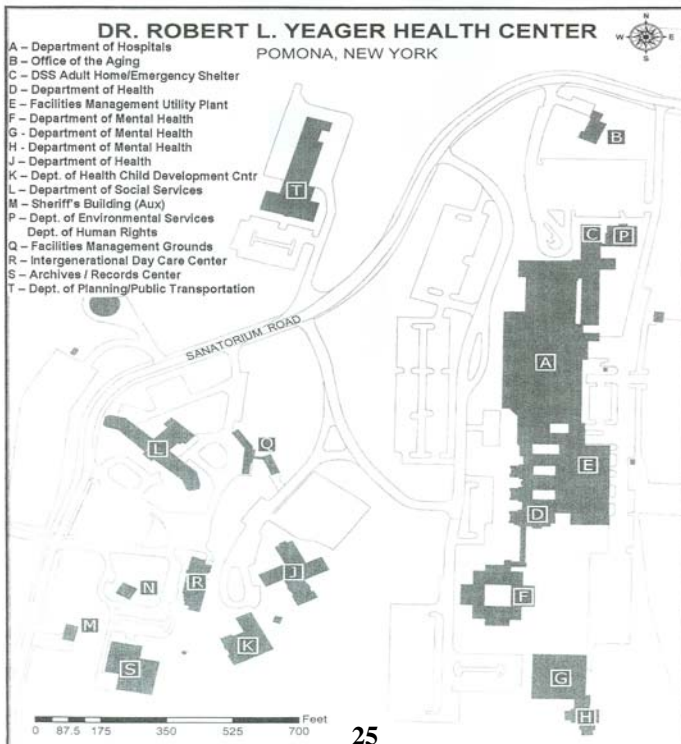 DR. ROBERT L. YEAGER HEALTH CENTER
POMONA, NEW YORK
N
W E
S
A – Department of Hospitals
B – Office of the Aging
C – DSS Adult Home/Emergency Shelter
D – Department of Health
E – Facilities Management Utility Plant
F – Department of Mental Health
G - Department of Mental Health
H - Department of Mental Health
J – Department of Health
K – Dept. of Health Child Development Cntr
L – Department of Social Services
M – Sheriff's Building (Aux)
P – Dept. of Environmental Services
Dept. of Human Rights
Q – Facilities Management Grounds
R – Intergenerational Day Care Center
S – Archives / Records Center
T – Dept. of Planning/Public Transportation
B
T
C P
SANATORIUM ROAD
A
L
Q
E
D
J
R
N
F
M
K
S
G
H
0 87.5 175 350 525 700
Feet
25